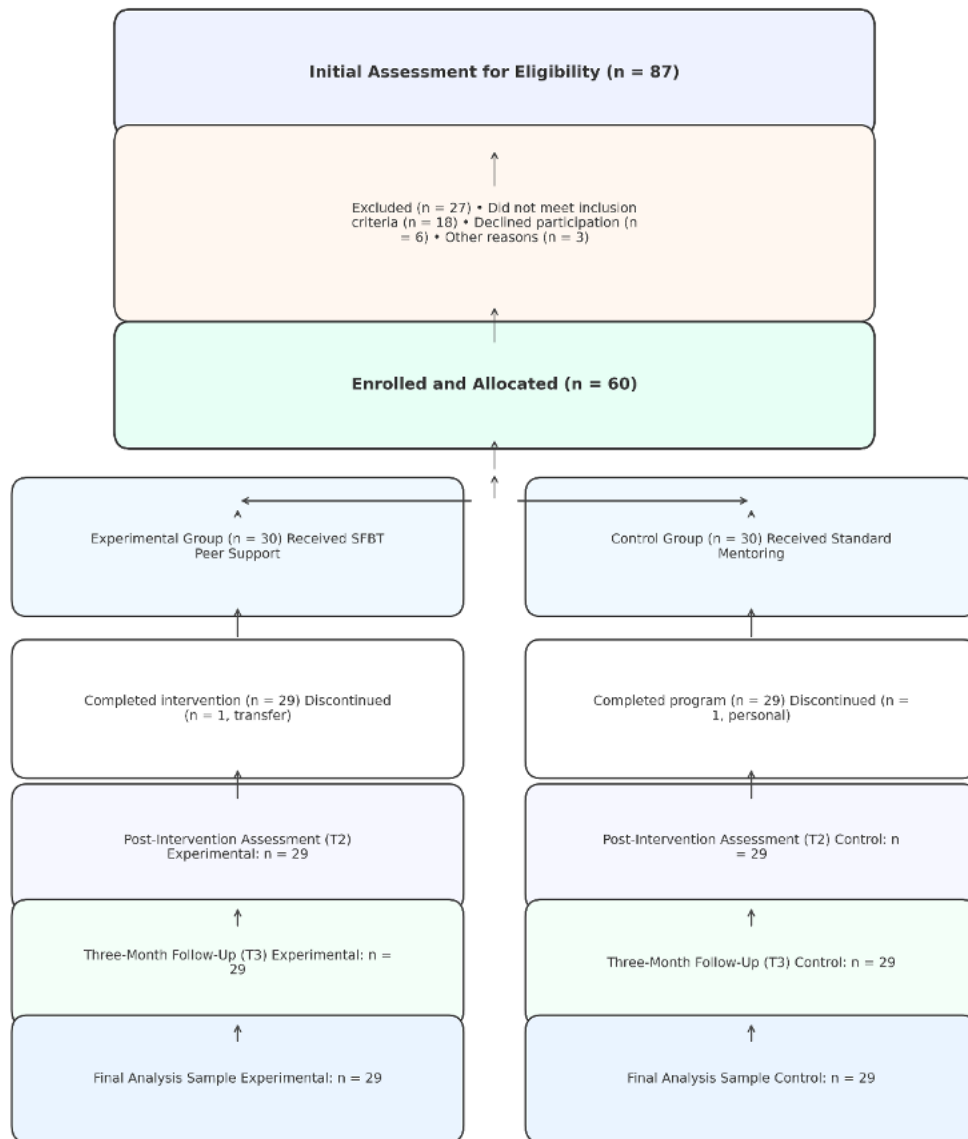 Initial Assessment for Eligibility (n = 87)
Excluded (n = 27) • Did not meet inclusion
criteria (n = 18) • Declined participation (n
= 6) • Other reasons (n = 3)
Enrolled and Allocated (n = 60)
Experimental Group (n = 30) Received SFBT
Peer Support
Control Group (n = 30) Received Standard
Mentoring
Completed intervention (n = 29) Discontinued
(n = 1, transfer)
Completed program (n = 29) Discontinued (n =
1, personal)
Post-Intervention Assessment (T2)
Experimental: n = 29
Post-Intervention Assessment (T2) Control: n
= 29
Three-Month Follow-Up (T3) Experimental: n =
29
Three-Month Follow-Up (T3) Control: n = 29
Final Analysis Sample Experimental: n = 29
Final Analysis Sample Control: n = 29